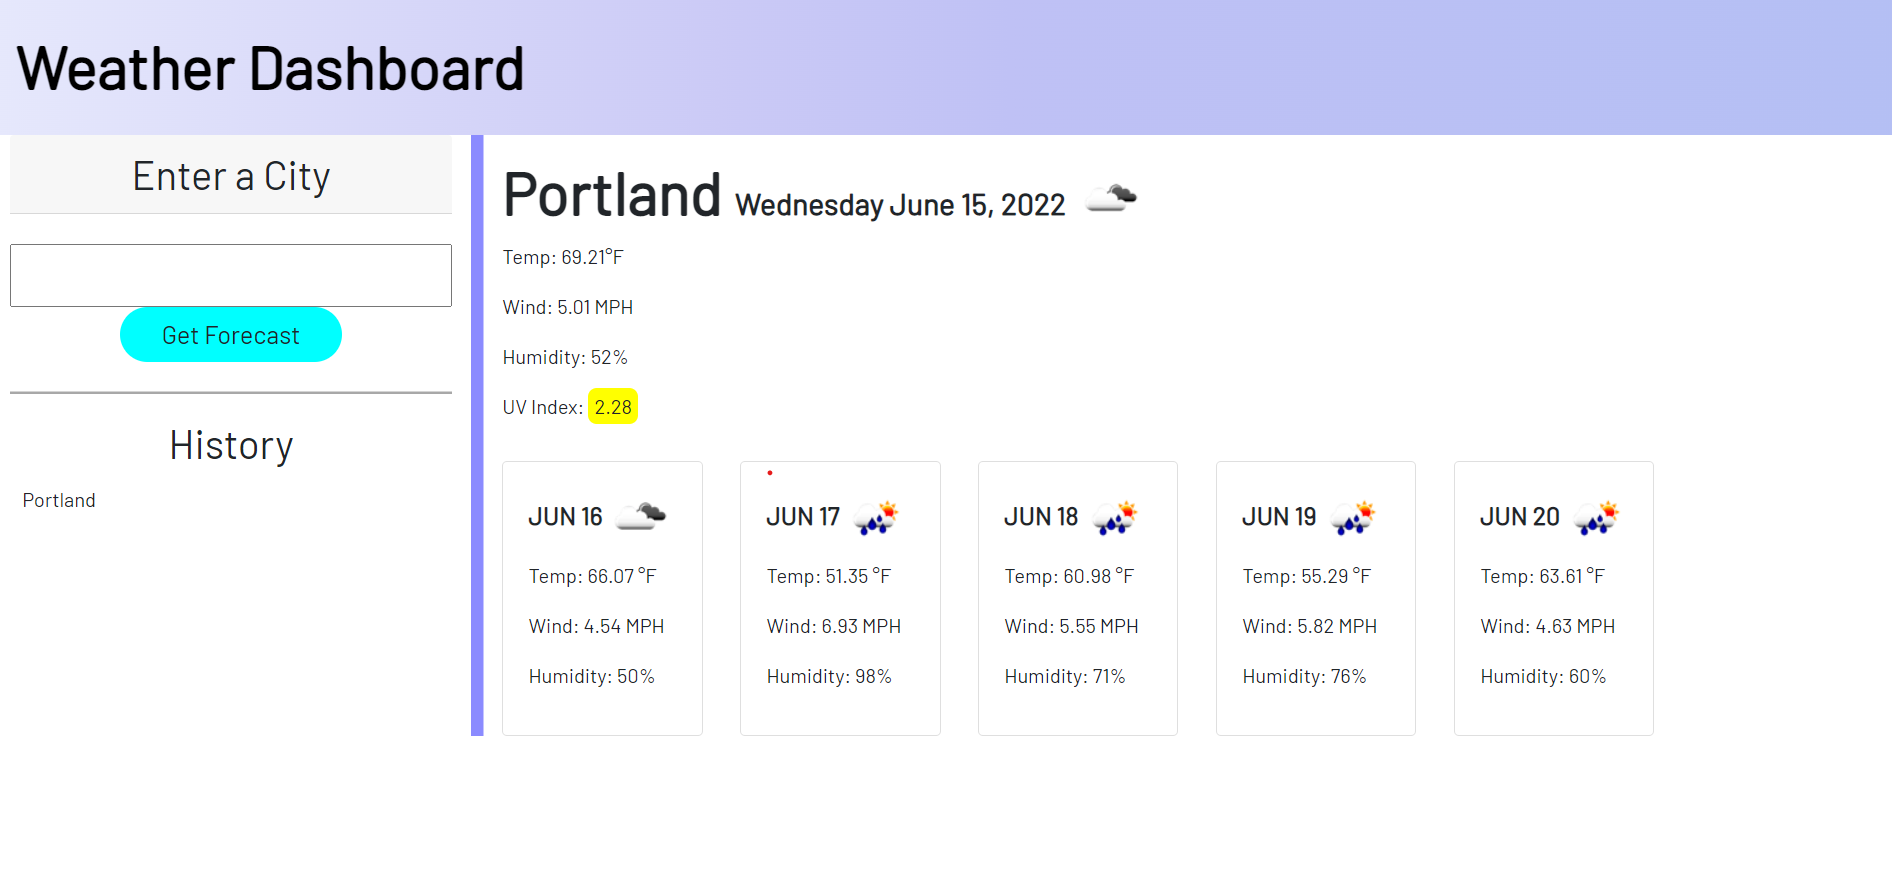 Weather Dashboard
Enter a City
Get Forecast
History
Portland
Portland Wednesday June 15, 2022
Temp: 69.21°F
Wind: 5.01 MPH
Humidity: 52%
UV Index: 2.28
JUN 16
Temp: 66.07 °F
Wind: 4.54 MPH
Humidity: 50%
JUN 17
Temp: 51.35 °F
Wind: 6.93 MPH
Humidity: 98%
JUN 18
Temp: 60.98 °F
Wind: 5.55 MPH
Humidity: 71%
JUN 19
Temp: 55.29 °F
Wind: 5.82 MPH
Humidity: 76%
JUN 20
Temp: 63.61 °F
Wind: 4.63 MPH
Humidity: 60%